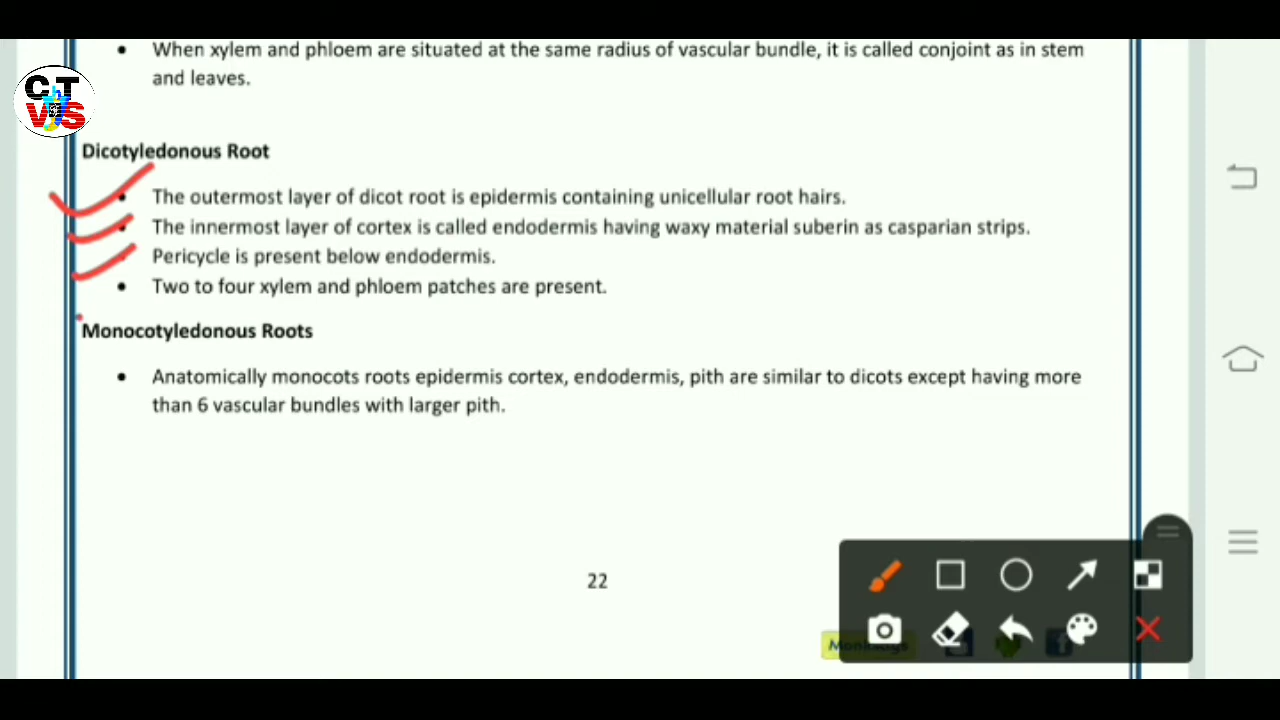 • When xylem and phloem are situated at the same radius of vascular bundle, it is called conjoint as in stem
and leaves.
CT
VS
Dicotyledonous Root
• The outermost layer of dicot root is epidermis containing unicellular root hairs.
• The innermost layer of cortex is called endodermis having waxy material suberin as casparian strips.
• Pericycle is present below endodermis.
• Two to four xylem and phloem patches are present.
Monocotyledonous Roots
• Anatomically monocots roots epidermis cortex, endodermis, pith are similar to dicots except having more
than 6 vascular bundles with larger pith.
22